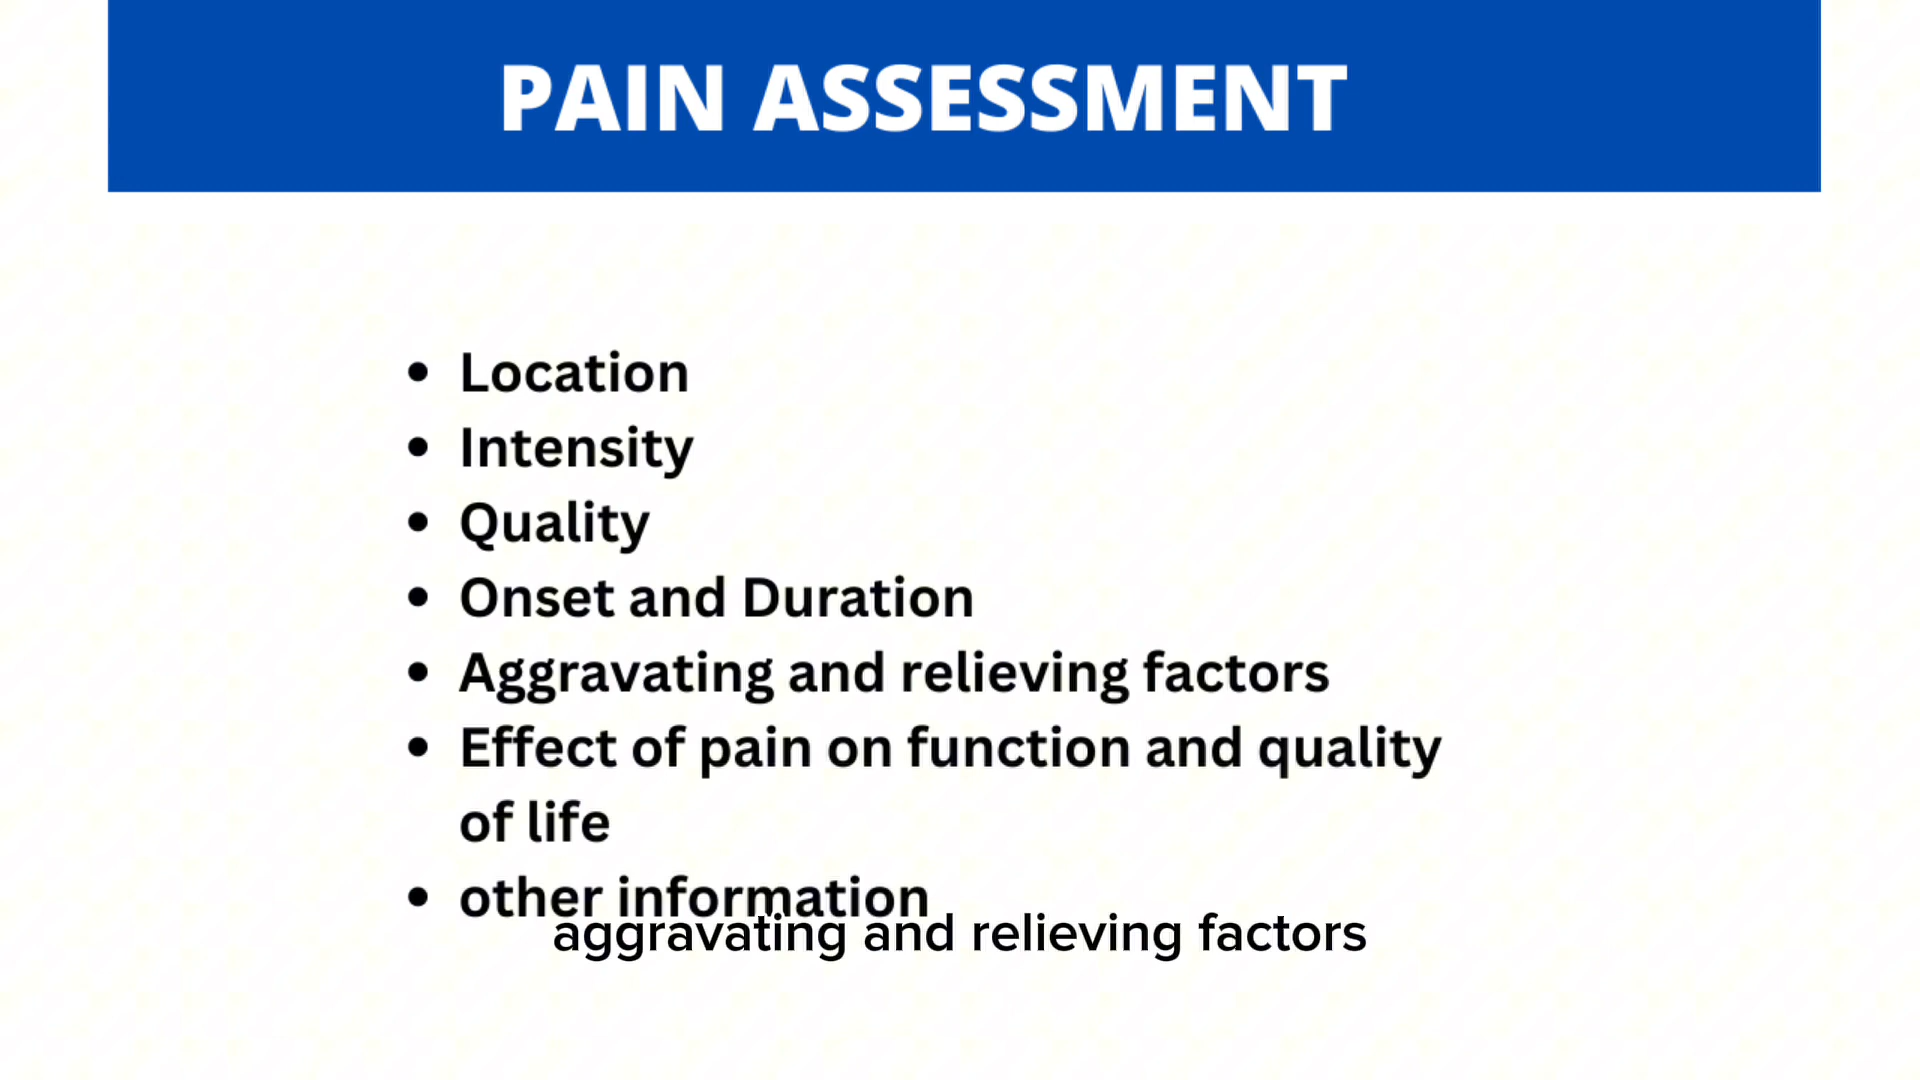 PAIN ASSESSMENT
• Location
• Intensity
• Quality
• Onset and Duration
• Aggravating and relieving factors
• Effect of pain on function and quality
of life
• other information
aggravating and relieving factors